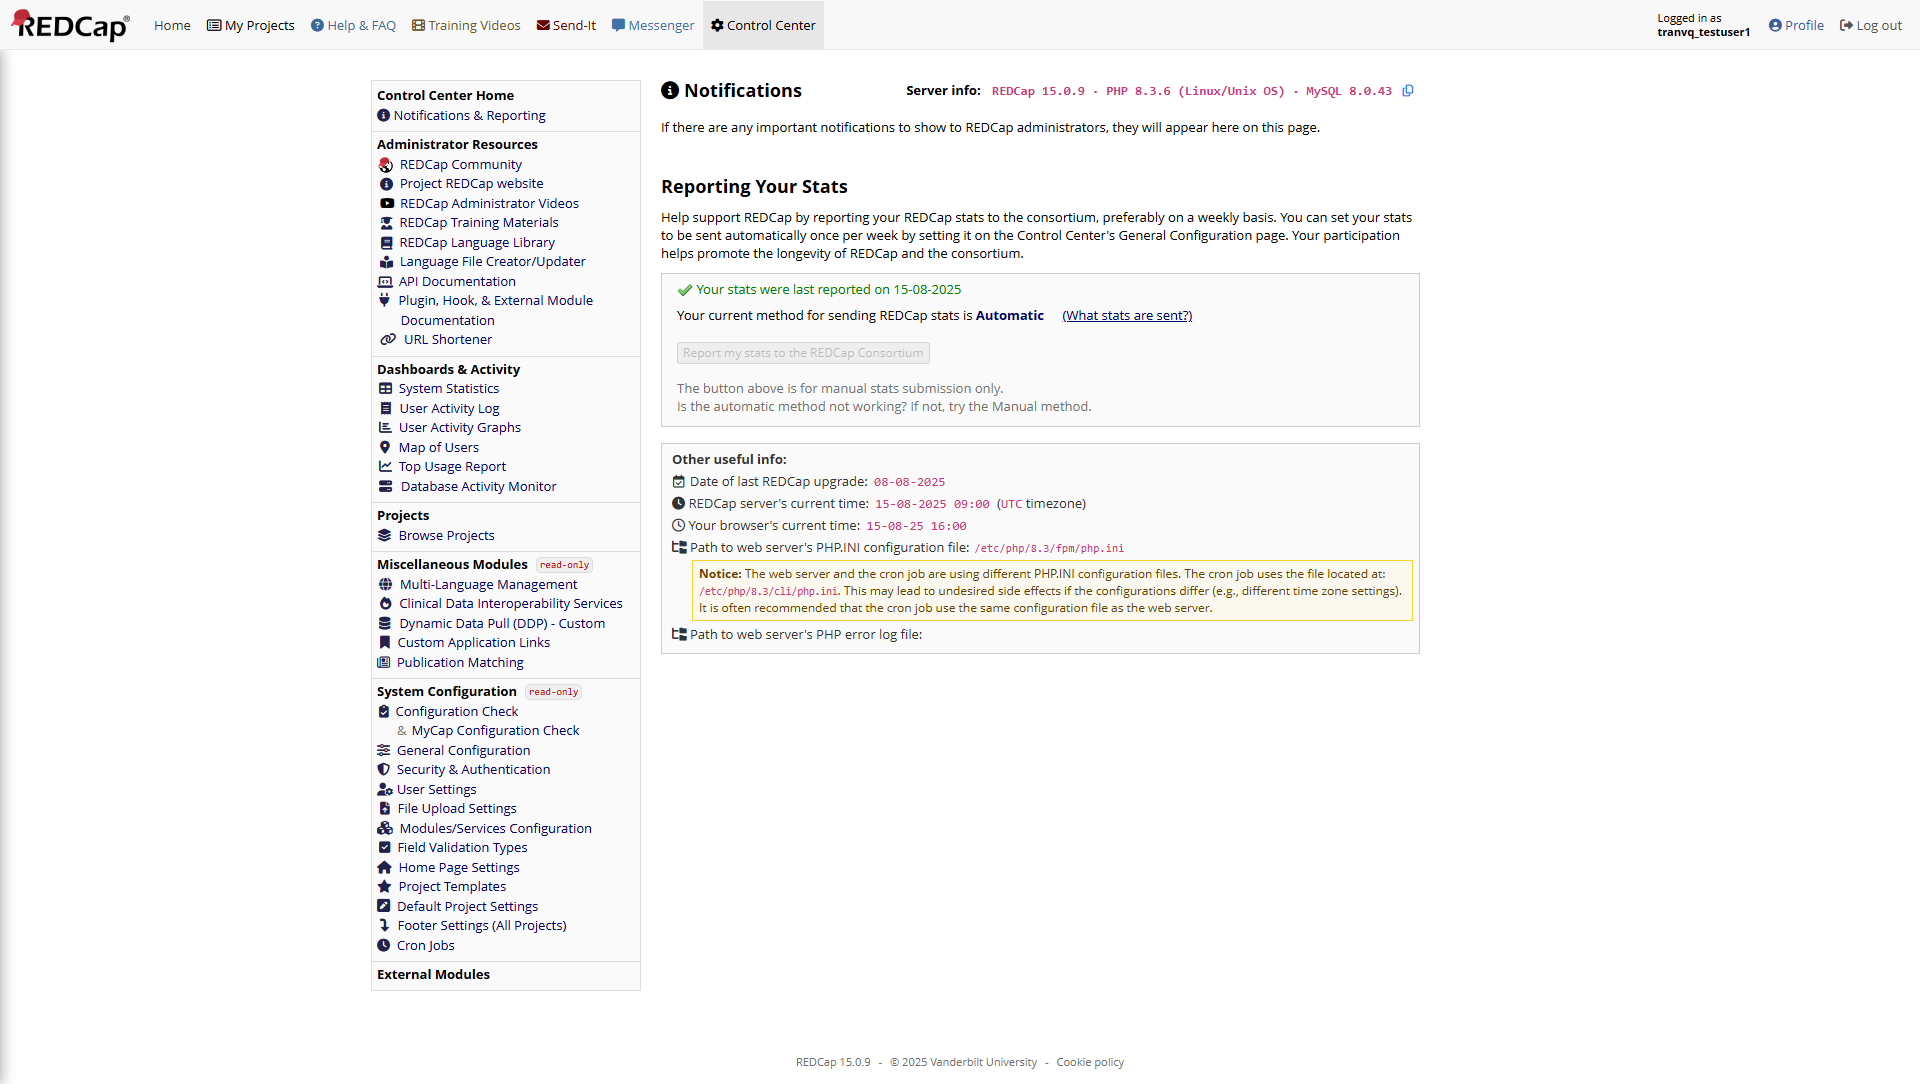 REDCap®
Home
My Projects
Help & FAQ
Training Videos
Send-It
Messenger
Control Center
Logged in as
tranvq_testuser1
Profile
Log out
Control Center Home
Notifications & Reporting
Administrator Resources
REDCap Community
Project REDCap website
REDCap Administrator Videos
REDCap Training Materials
REDCap Language Library
Language File Creator/Updater
API Documentation
Plugin, Hook, & External Module
Documentation
URL Shortener
Dashboards & Activity
System Statistics
User Activity Log
User Activity Graphs
Map of Users
Top Usage Report
Database Activity Monitor
Projects
Browse Projects
Miscellaneous Modules read-only
Multi-Language Management
Clinical Data Interoperability Services
Dynamic Data Pull (DDP) - Custom
Custom Application Links
Publication Matching
System Configuration read-only
Configuration Check
& MyCap Configuration Check
General Configuration
Security & Authentication
User Settings
File Upload Settings
Modules/Services Configuration
Field Validation Types
Home Page Settings
Project Templates
Default Project Settings
Footer Settings (All Projects)
Cron Jobs
External Modules
Notifications
Server info: REDCap 15.0.9 · PHP 8.3.6 (Linux/Unix OS) · MySQL 8.0.43
If there are any important notifications to show to REDCap administrators, they will appear here on this page.
Reporting Your Stats
Help support REDCap by reporting your REDCap stats to the consortium, preferably on a weekly basis. You can set your stats
to be sent automatically once per week by setting it on the Control Center's General Configuration page. Your participation
helps promote the longevity of REDCap and the consortium.
Your stats were last reported on 15-08-2025
Your current method for sending REDCap stats is Automatic (What stats are sent?)
Report my stats to the REDCap Consortium
The button above is for manual stats submission only.
Is the automatic method not working? If not, try the Manual method.
Other useful info:
Date of last REDCap upgrade: 08-08-2025
REDCap server's current time: 15-08-2025 09:00 (UTC timezone)
Your browser's current time: 15-08-25 16:00
Path to web server's PHP.INI configuration file: /etc/php/8.3/fpm/php.ini
Notice: The web server and the cron job are using different PHP.INI configuration files. The cron job uses the file located at:
/etc/php/8.3/cli/php.ini. This may lead to undesired side effects if the configurations differ (e.g., different time zone settings).
It is often recommended that the cron job use the same configuration file as the web server.
Path to web server's PHP error log file:
REDCap 15.0.9 - © 2025 Vanderbilt University - Cookie policy